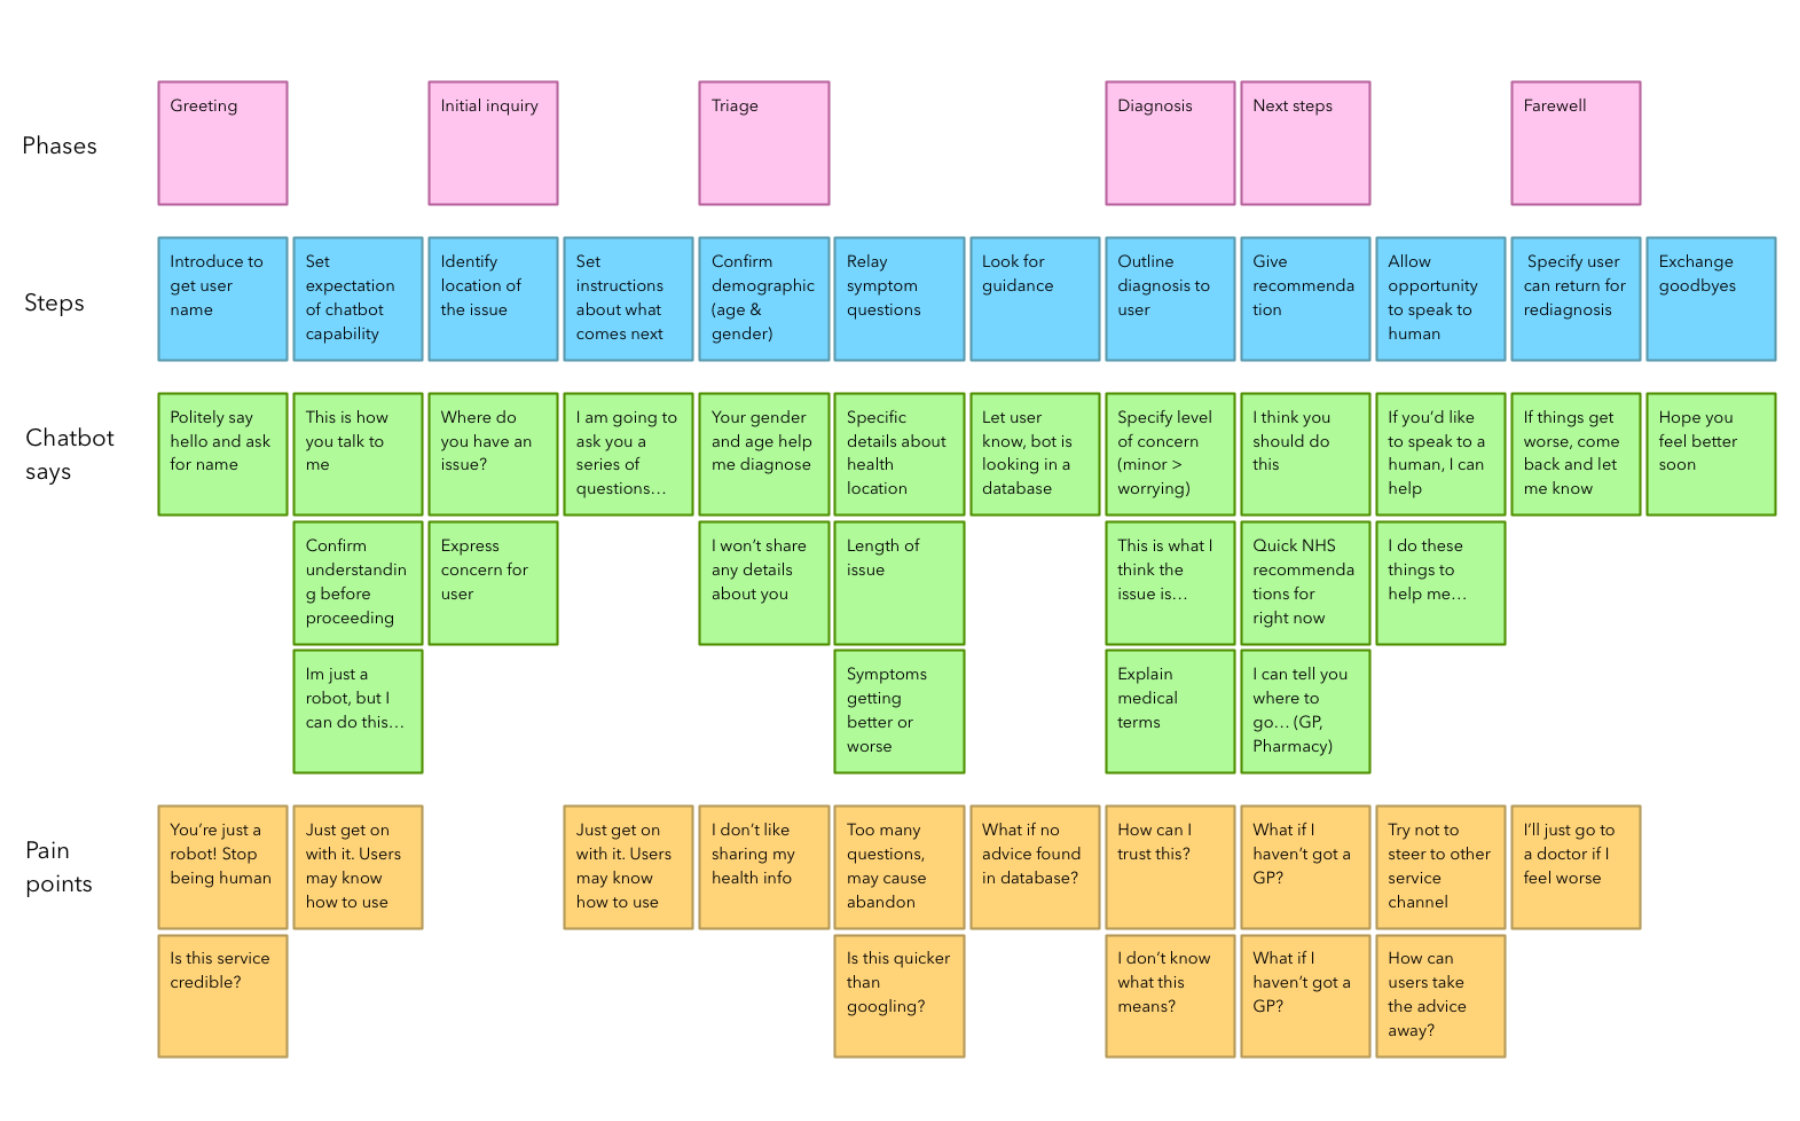 Phases
Greeting
Initial inquiry
Triage
Diagnosis
Next steps
Farewell
Steps
Introduce to
get user
name
Set
expectation
of chatbot
capability
Identify
location of
the issue
Set
instructions
about what
comes next
Confirm
demographic
(age &
gender)
Relay
symptom
questions
Look for
guidance
Outline
diagnosis to
user
Give
recommenda
tion
Allow
opportunity
to speak to
human
Specify user
can return for
rediagnosis
Exchange
goodbyes
Chatbot
says
Politely say
hello and ask
for name
This is how
you talk to
me
Where do
you have an
issue?
I am going to
ask you a
series of
questions...
Your gender
and age help
me diagnose
Specific
details about
health
location
Let user
know, bot is
looking in a
database
Specify level
of concern
(minor >
worrying)
I think you
should do
this
If you’d like
to speak to a
human, I can
help
If things get
worse, come
back and let
me know
Hope you
feel better
soon
Confirm
understandin
g before
proceeding
Express
concern for
user
I won’t share
any details
about you
Length of
issue
This is what I
think the
issue is...
Quick NHS
recommenda
tions for
right now
I do these
things to
help me...
Im just a
robot, but I
can do this...
Symptoms
getting
better or
worse
Explain
medical
terms
I can tell you
where to
go... (GP,
Pharmacy)
Pain
points
You’re just a
robot! Stop
being human
Just get on
with it. Users
may know
how to use
Just get on
with it. Users
may know
how to use
I don’t like
sharing my
health info
Too many
questions,
may cause
abandon
What if no
advice found
in database?
How can I
trust this?
What if I
haven’t got a
GP?
Try not to
steer to other
service
channel
I’ll just go to
a doctor if I
feel worse
Is this service
credible?
Is this quicker
than
googling?
I don’t know
what this
means?
What if I
haven’t got a
GP?
How can
users take
the advice
away?